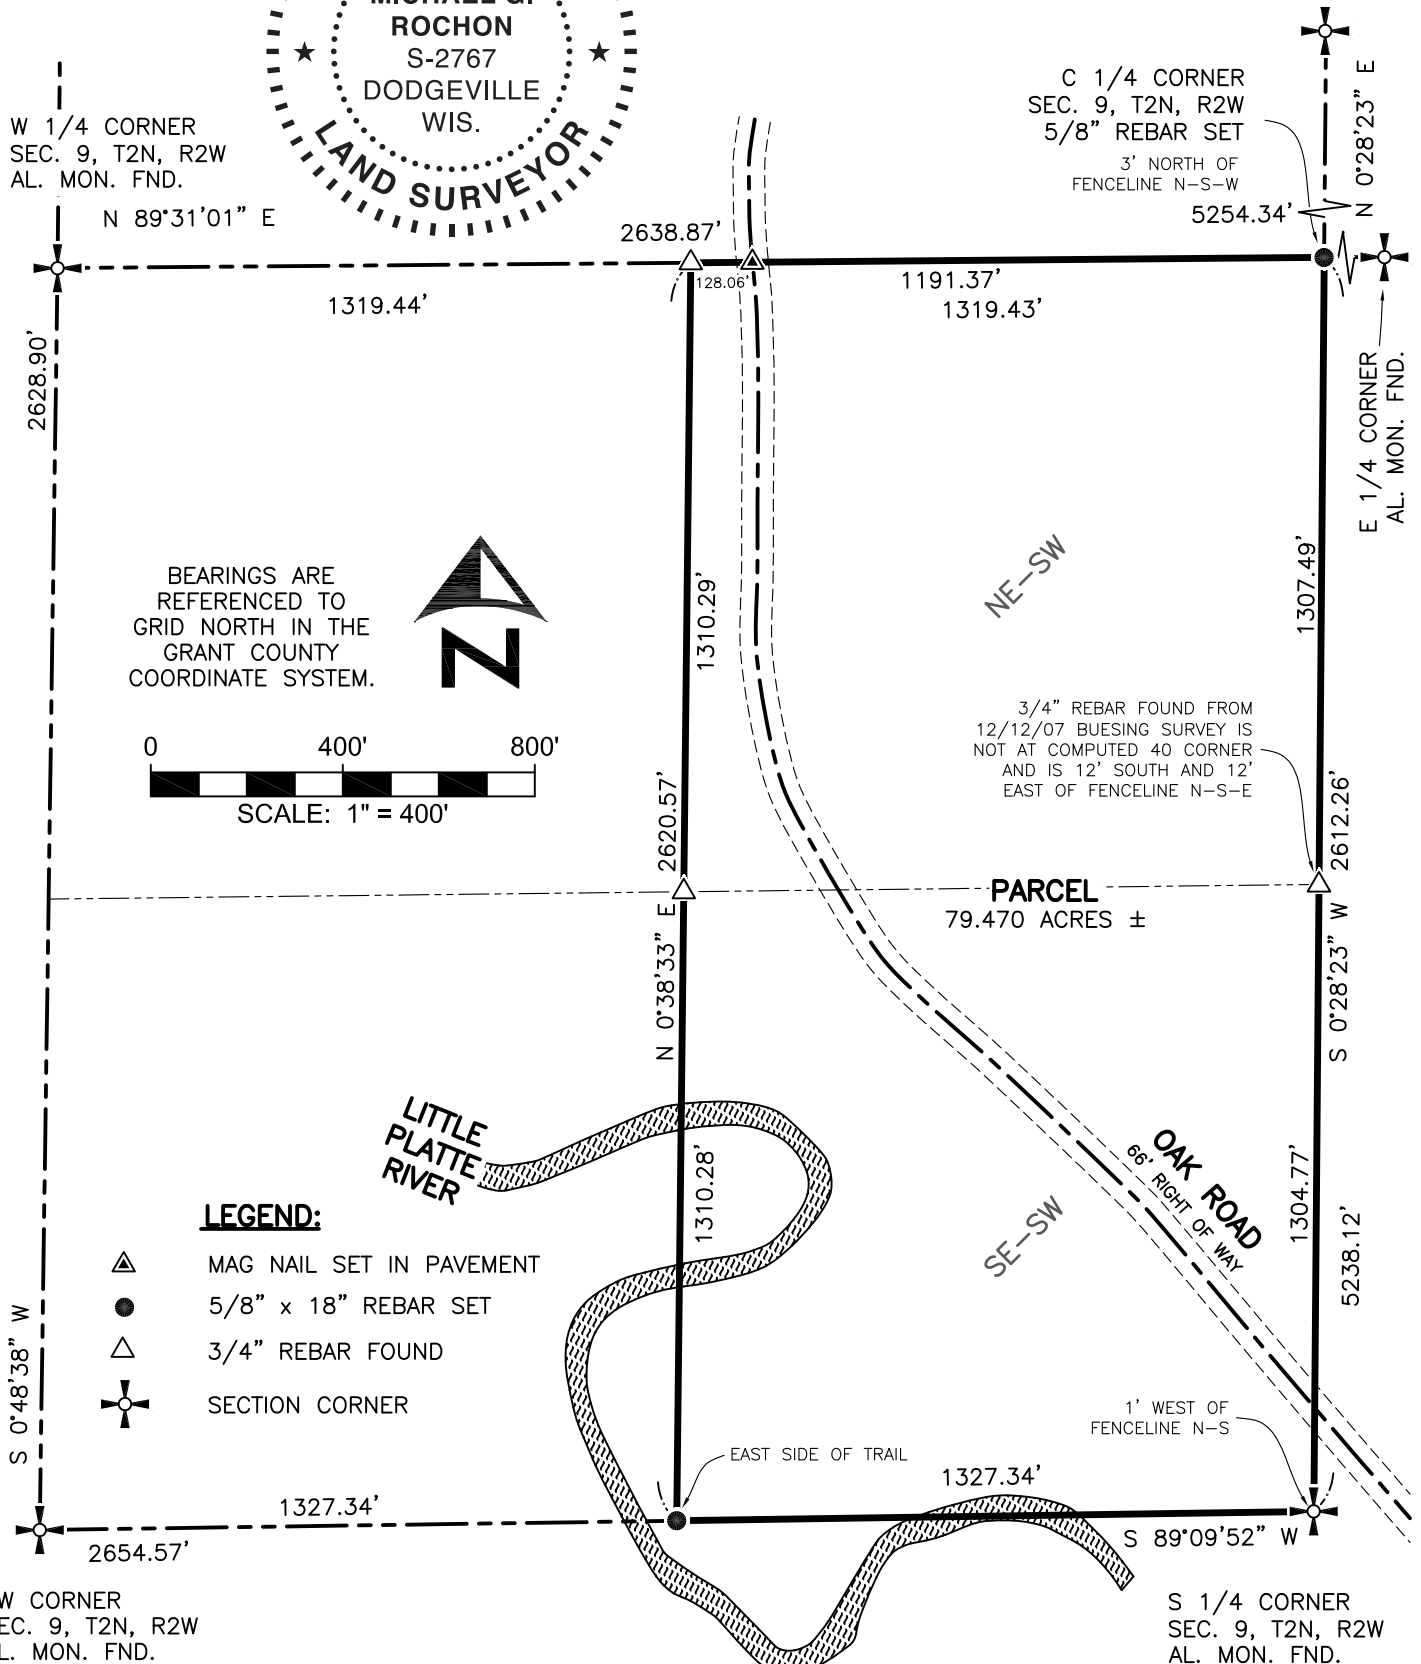 ROCHON
S-2767
DODGEVILLE
WIS.
LAND SURVEYOR
W 1/4 CORNER
SEC. 9, T2N, R2W
AL. MON. FND.
N 89°31'01" E
C 1/4 CORNER
SEC. 9, T2N, R2W
5/8" REBAR SET
3' NORTH OF
FENCELINE N-S-W
N 0°28'23" E
5254.34'
2638.87'
128.06'
1191.37'
1319.44'
1319.43'
2628.90'
E 1/4 CORNER
AL. MON. FND.
BEARINGS ARE
REFERENCED TO
GRID NORTH IN THE
GRANT COUNTY
COORDINATE SYSTEM.
N
0 400' 800'
SCALE: 1" = 400'
1310.29'
NE-SW
1307.49'
3/4" REBAR FOUND FROM
12/12/07 BUESING SURVEY IS
NOT AT COMPUTED 40 CORNER
AND IS 12' SOUTH AND 12'
EAST OF FENCELINE N-S-E
2620.57'
2612.26'
PARCEL
79.470 ACRES ±
N 0°38'33" E
S 0°28'23" W
LITTLE
PLATTE
RIVER
1310.28'
OAK ROAD
66' RIGHT OF WAY
SE-SW
1304.77'
5238.12'
LEGEND:
MAG NAIL SET IN PAVEMENT
5/8" x 18" REBAR SET
3/4" REBAR FOUND
SECTION CORNER
S 0°48'38" W
1' WEST OF
FENCELINE N-S
EAST SIDE OF TRAIL
1327.34'
1327.34'
2654.57'
S 89°09'52" W
W CORNER
EC. 9, T2N, R2W
L. MON. FND.
S 1/4 CORNER
SEC. 9, T2N, R2W
AL. MON. FND.